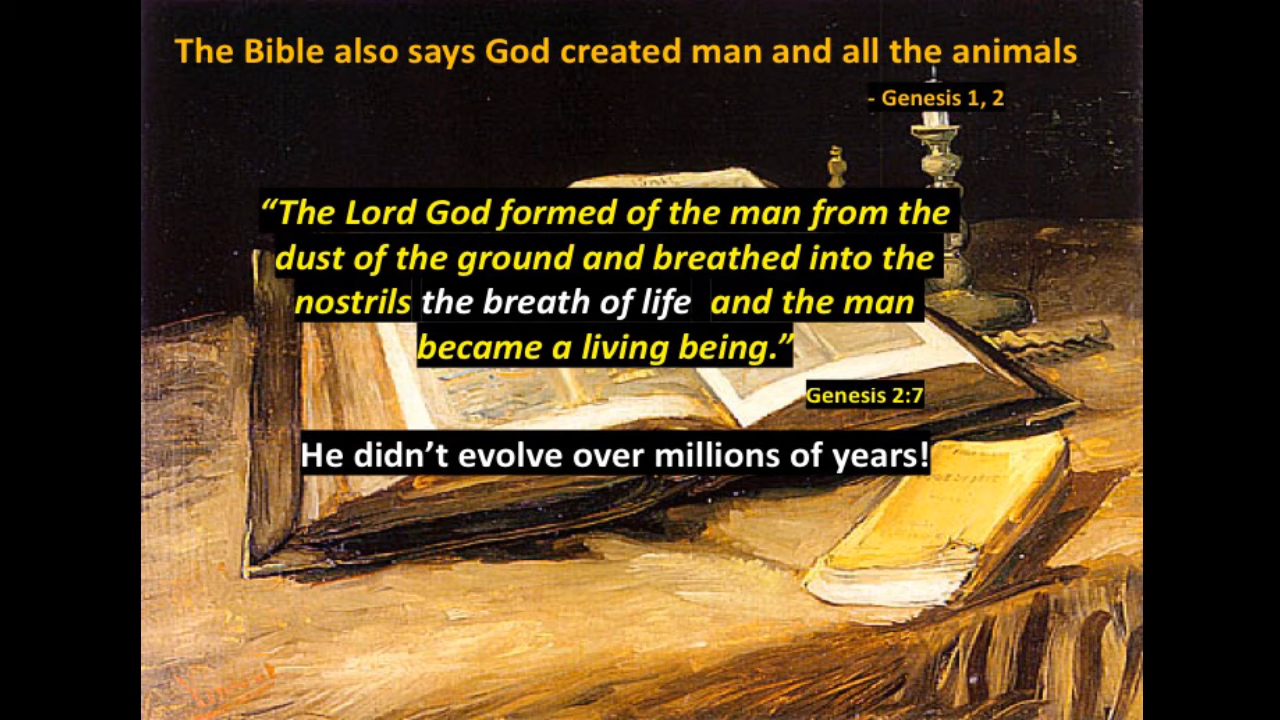 The Bible also says God created man and all the animals
- Genesis 1, 2
“The Lord God formed of the man from the
dust of the ground and breathed into the
nostrils the breath of life and the man
became a living being.”
Genesis 2:7
He didn’t evolve over millions of years!
Vincent